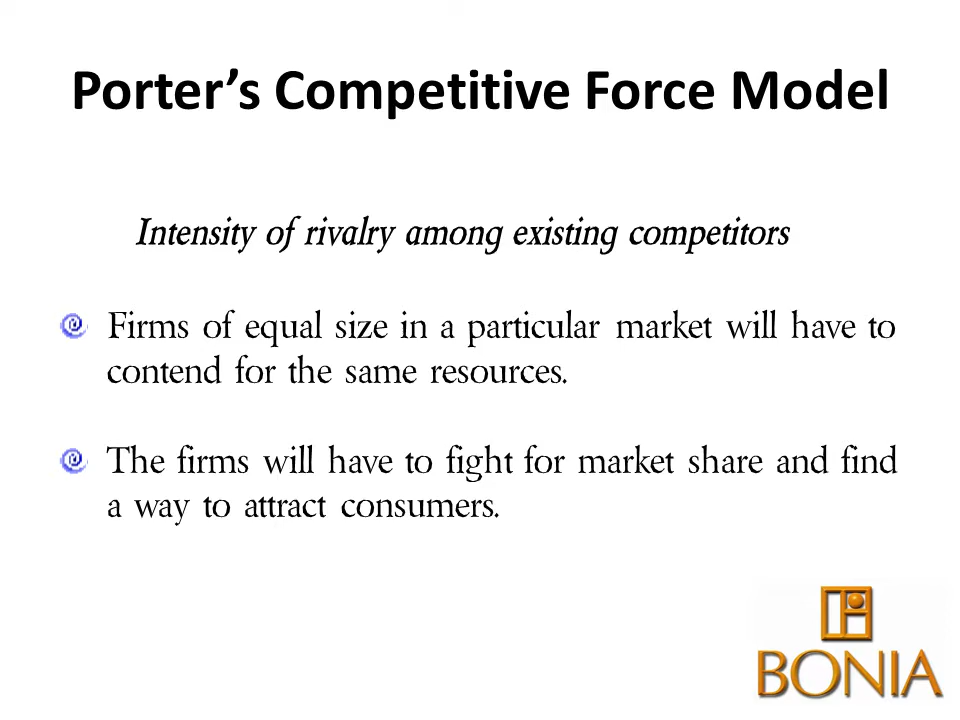 Porter’s Competitive Force Model
Intensity of rivalry among existing competitors
Firms of equal size in a particular market will have to
contend for the same resources.
The firms will have to fight for market share and find
a way to attract consumers.
BONIA